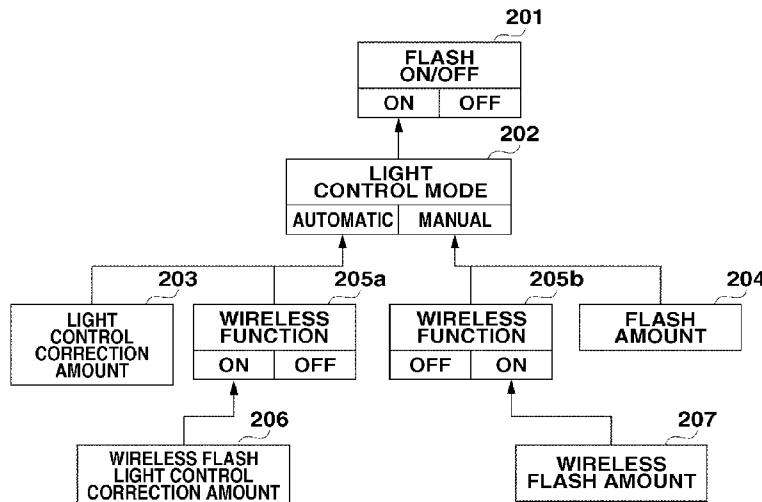 201
FLASH
ON/OFF
ON OFF
202
LIGHT
CONTROL MODE
AUTOMATIC MANUAL
203
LIGHT
CONTROL
CORRECTION
AMOUNT
205a
WIRELESS
FUNCTION
ON OFF
205b
WIRELESS
FUNCTION
OFF ON
204
FLASH
AMOUNT
206
WIRELESS FLASH
LIGHT CONTROL
CORRECTION AMOUNT
207
WIRELESS
FLASH AMOUNT